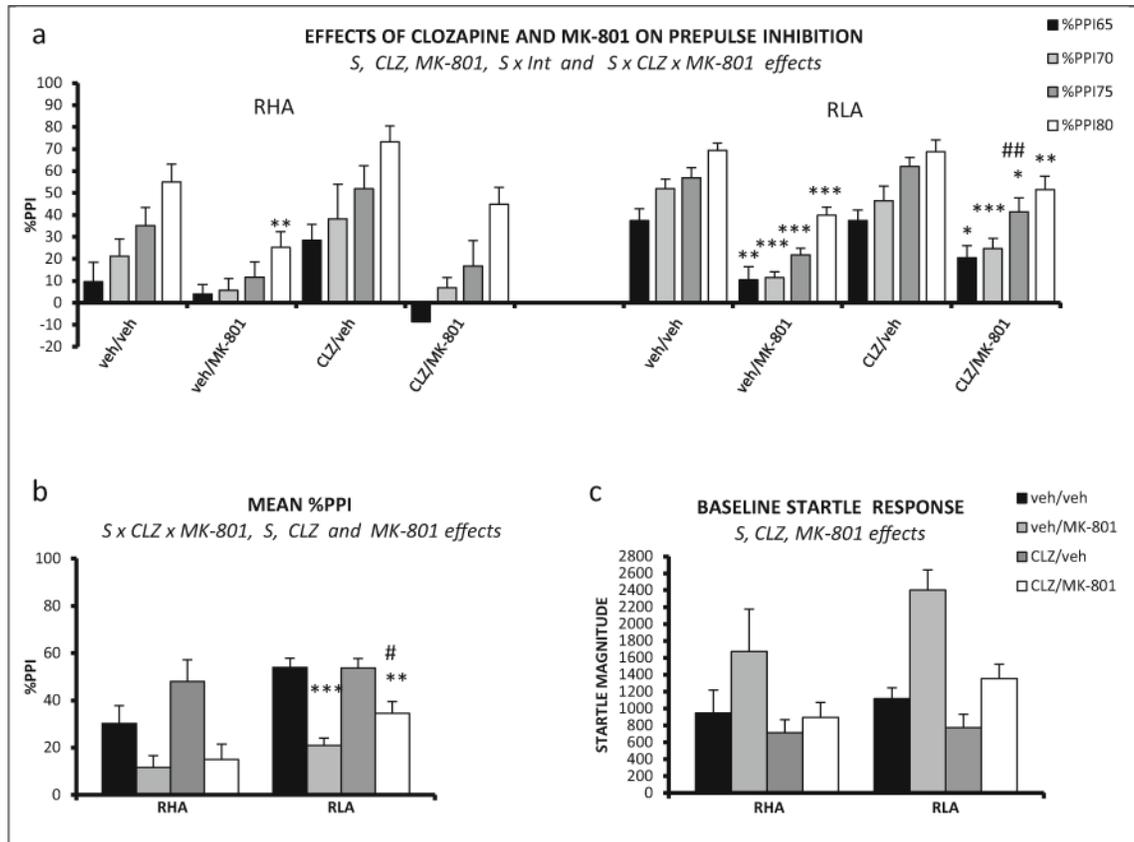 a
EFFECTS OF CLOZAPINE AND MK-801 ON PREPULSE INHIBITION
S, CLZ, MK-801, S x Int and S x CLZ x MK-801 effects
%PPI65
%PPI70
%PPI75
%PPI80
RHA
RLA
%PPI
100
90
80
70
60
50
40
30
20
10
0
-10
-20
**
**
***
***
***
*
***
##
*
**
veh/veh
veh/MK-801
CLZ/veh
CLZ/MK-801
veh/veh
veh/MK-801
CLZ/veh
CLZ/MK-801
b
MEAN %PPI
S x CLZ x MK-801, S, CLZ and MK-801 effects
%PPI
100
80
60
40
20
0
***
#
**
RHA
RLA
c
BASELINE STARTLE RESPONSE
S, CLZ, MK-801 effects
veh/veh
veh/MK-801
CLZ/veh
CLZ/MK-801
STARTLE MAGNITUDE
2800
2600
2400
2200
2000
1800
1600
1400
1200
1000
800
600
400
200
0
RHA
RLA